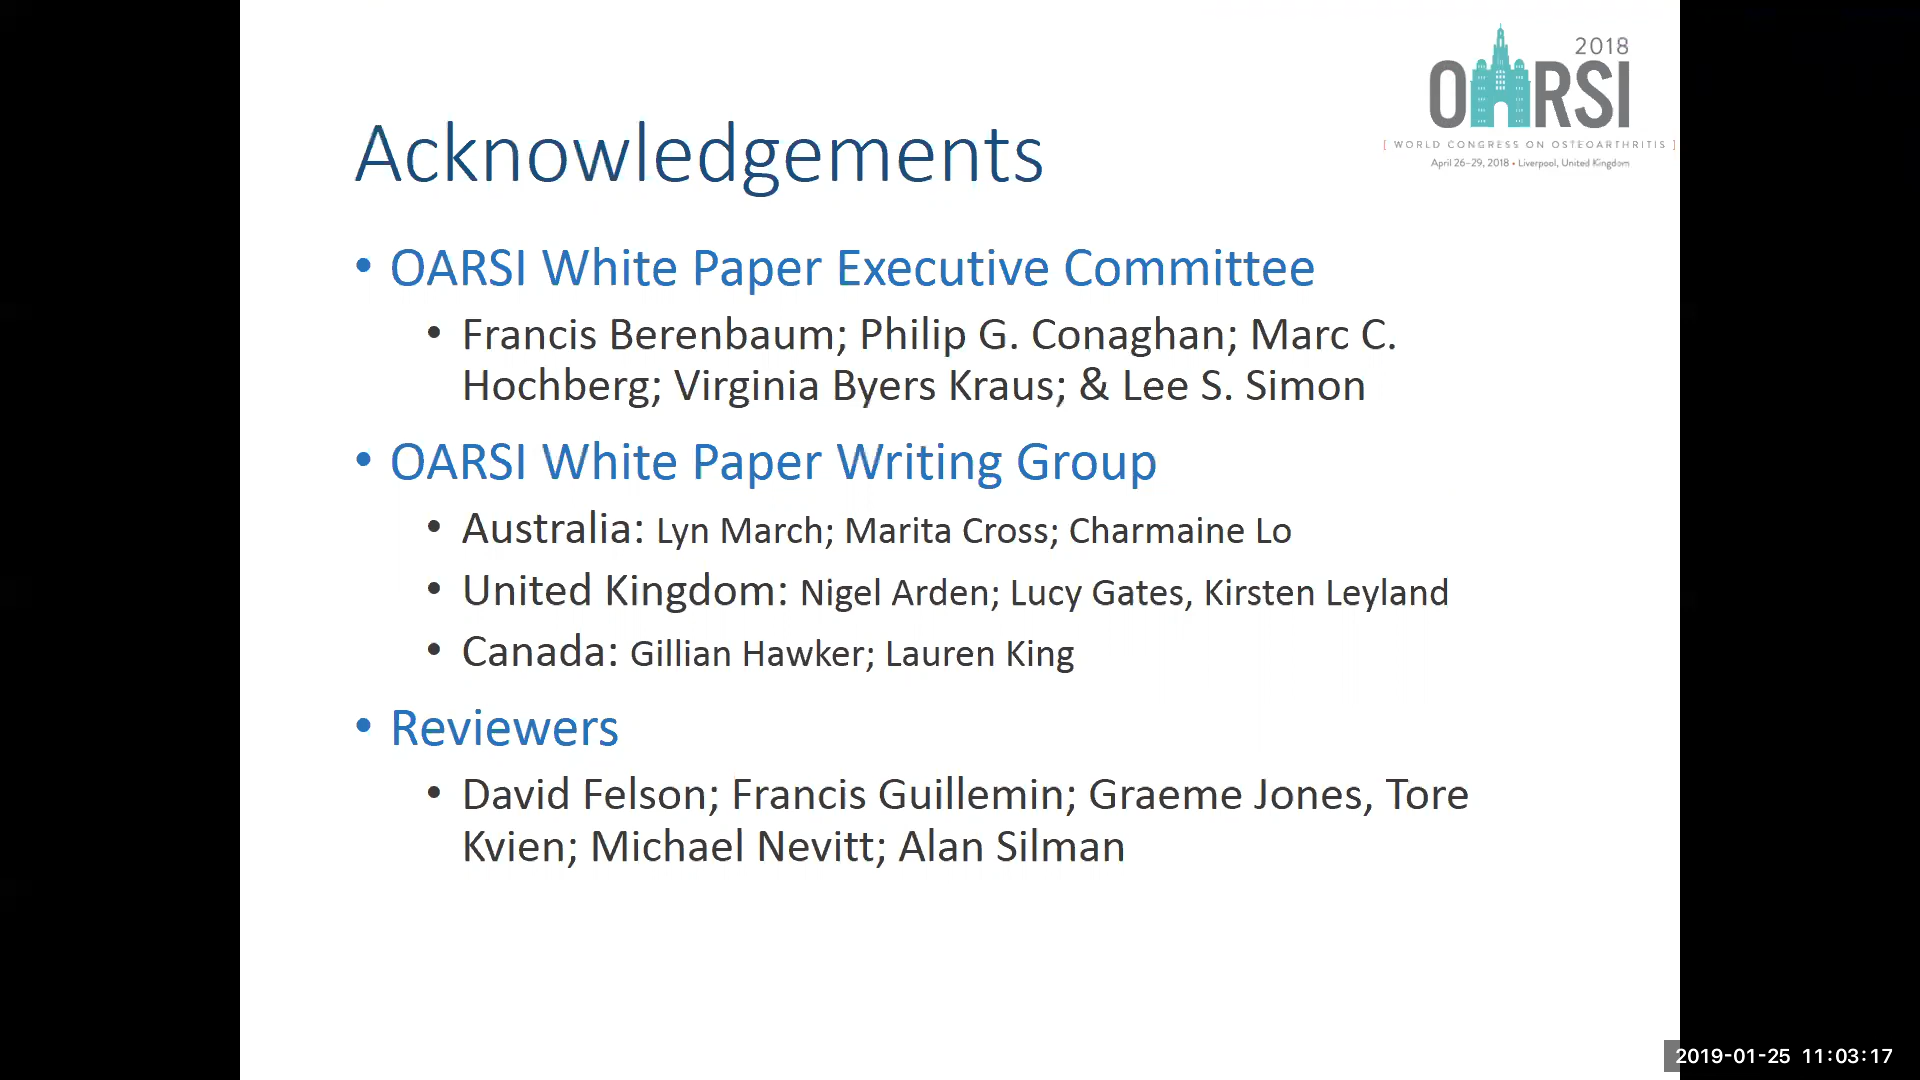 2018
OARSI
[ WORLD CONGRESS ON OSTEOARTHRITIS ]
April 26–29, 2018 • Liverpool, United Kingdom
Acknowledgements
• OARSI White Paper Executive Committee
• Francis Berenbaum; Philip G. Conaghan; Marc C.
Hochberg; Virginia Byers Kraus; & Lee S. Simon
• OARSI White Paper Writing Group
• Australia: Lyn March; Marita Cross; Charmaine Lo
• United Kingdom: Nigel Arden; Lucy Gates, Kirsten Leyland
• Canada: Gillian Hawker; Lauren King
• Reviewers
• David Felson; Francis Guillemin; Graeme Jones, Tore
Kvien; Michael Nevitt; Alan Silman
2019-01-25 11:03:17